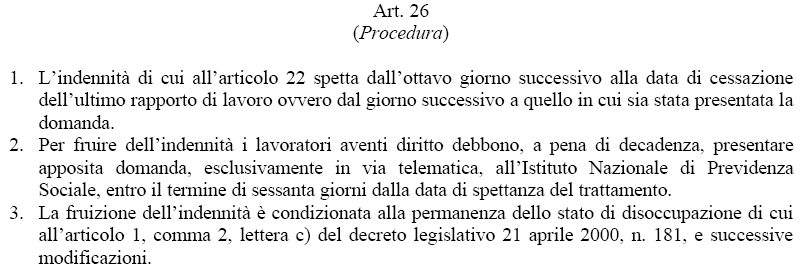 Art. 26
(Procedura)
1. L’indennità di cui all’articolo 22 spetta dall’ottavo giorno successivo alla data di cessazione
dell’ultimo rapporto di lavoro ovvero dal giorno successivo a quello in cui sia stata presentata la
domanda.
2. Per fruire dell’indennità i lavoratori aventi diritto debbono, a pena di decadenza, presentare
apposita domanda, esclusivamente in via telematica, all’Istituto Nazionale di Previdenza
Sociale, entro il termine di sessanta giorni dalla data di spettanza del trattamento.
3. La fruizione dell’indennità è condizionata alla permanenza dello stato di disoccupazione di cui
all’articolo 1, comma 2, lettera c) del decreto legislativo 21 aprile 2000, n. 181, e successive
modificazioni.